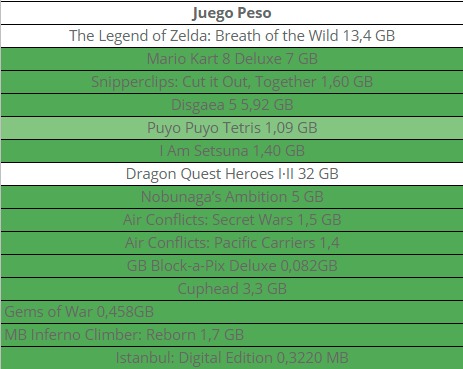 Juego Peso
The Legend of Zelda: Breath of the Wild 13,4 GB
Mario Kart 8 Deluxe 7 GB
Snipperclips: Cut it Out, Together 1,60 GB
Disgaea 5 5,92 GB
Puyo Puyo Tetris 1,09 GB
I Am Setsuna 1,40 GB
Dragon Quest Heroes I·II 32 GB
Nobunaga's Ambition 5 GB
Air Conflicts: Secret Wars 1,5 GB
Air Conflicts: Pacific Carriers 1,4
GB Block-a-Pix Deluxe 0,082GB
Cuphead 3,3 GB
Gems of War 0,458GB
MB Inferno Climber: Reborn 1,7 GB
Istanbul: Digital Edition 0,3220 MB